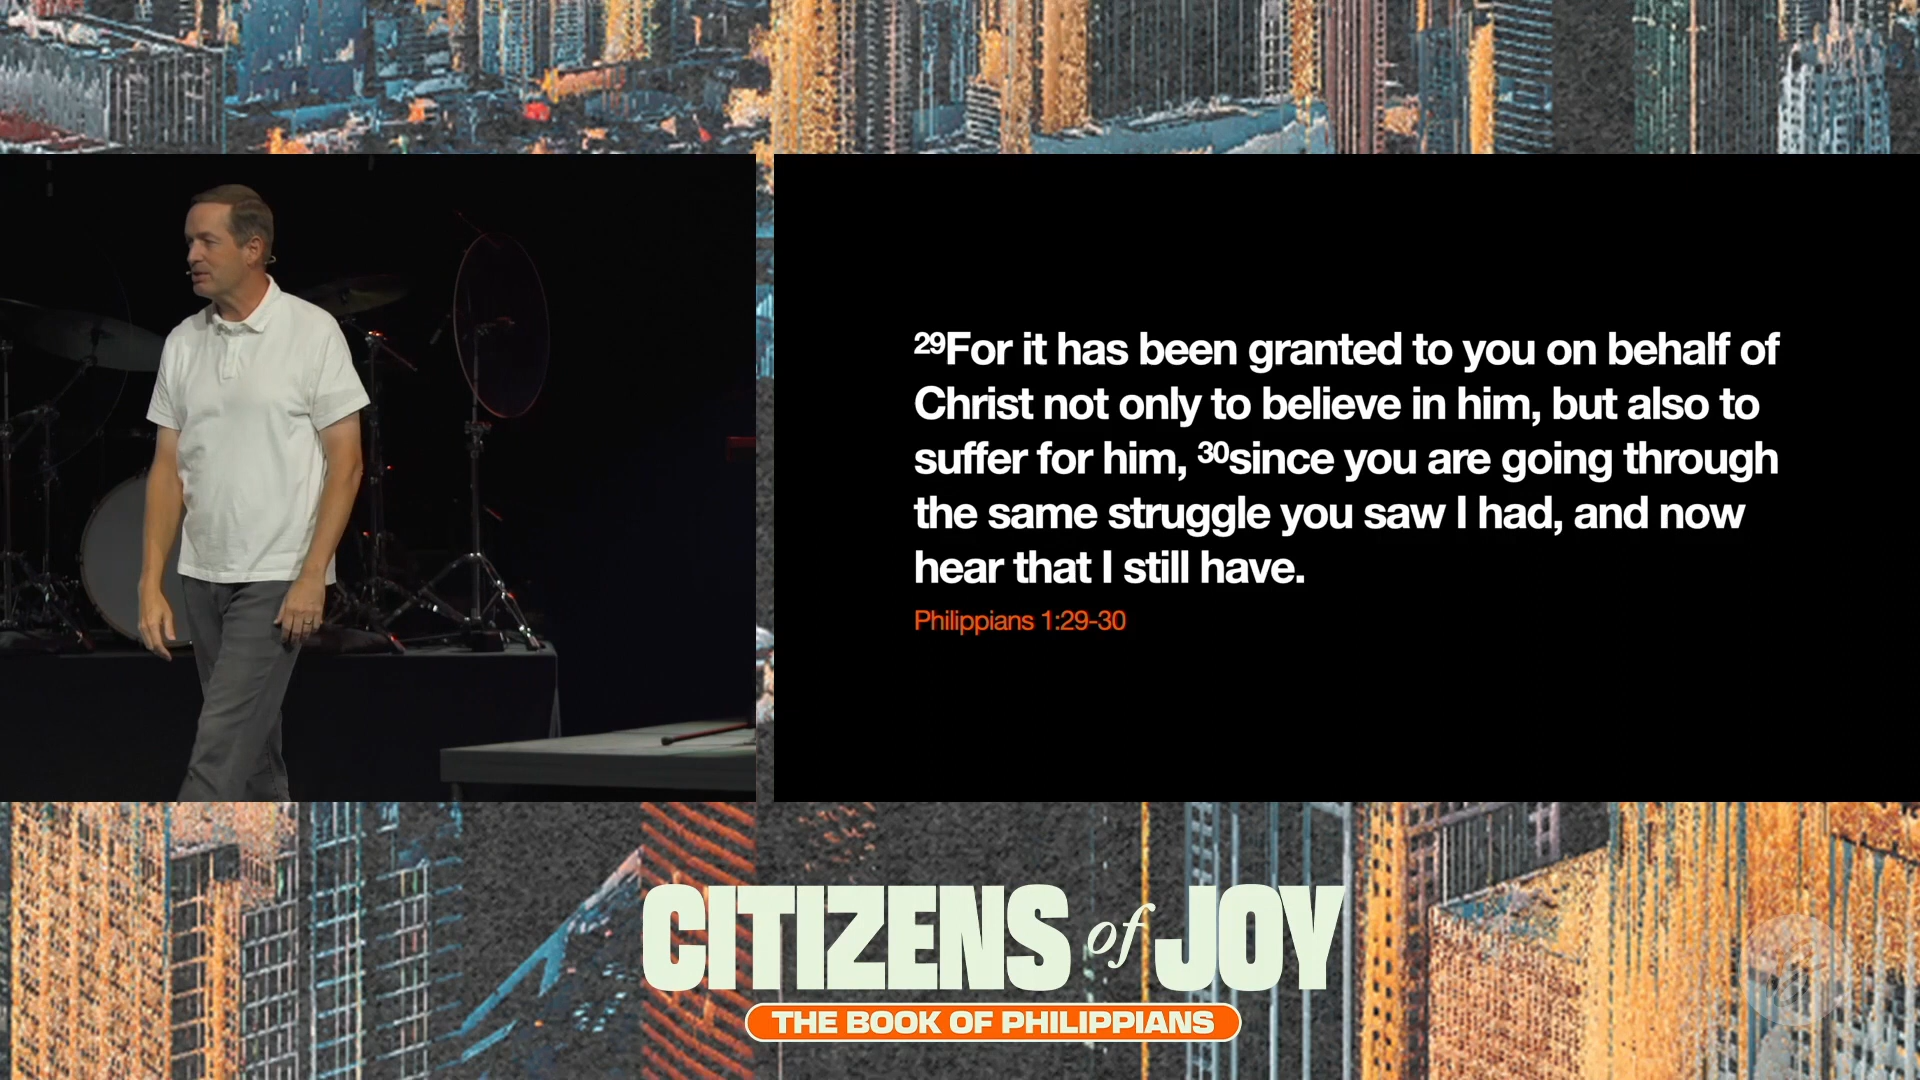 ²⁹For it has been granted to you on behalf of
Christ not only to believe in him, but also to
suffer for him, ³⁰since you are going through
the same struggle you saw I had, and now
hear that I still have.
Philippians 1:29-30
CITIZENS of JOY
THE BOOK OF PHILIPPIANS